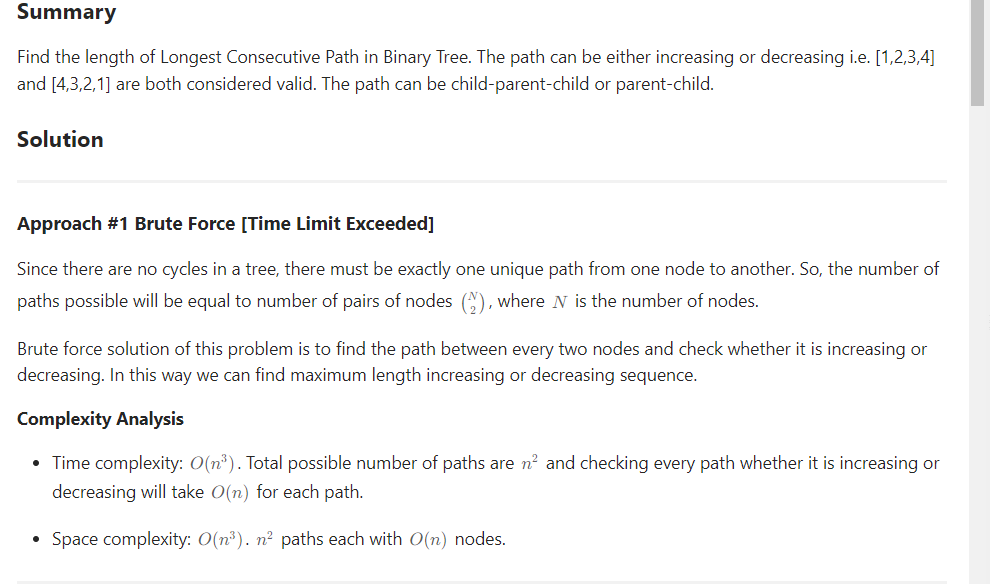 Summary
Find the length of Longest Consecutive Path in Binary Tree. The path can be either increasing or decreasing i.e. [1,2,3,4]
and [4,3,2,1] are both considered valid. The path can be child-parent-child or parent-child.
Solution
Approach #1 Brute Force [Time Limit Exceeded]
Since there are no cycles in a tree, there must be exactly one unique path from one node to another. So, the number of
paths possible will be equal to number of pairs of nodes (N 2), where N is the number of nodes.
Brute force solution of this problem is to find the path between every two nodes and check whether it is increasing or
decreasing. In this way we can find maximum length increasing or decreasing sequence.
Complexity Analysis
• Time complexity: O(n³). Total possible number of paths are n² and checking every path whether it is increasing or
decreasing will take O(n) for each path.
• Space complexity: O(n³). n² paths each with O(n) nodes.